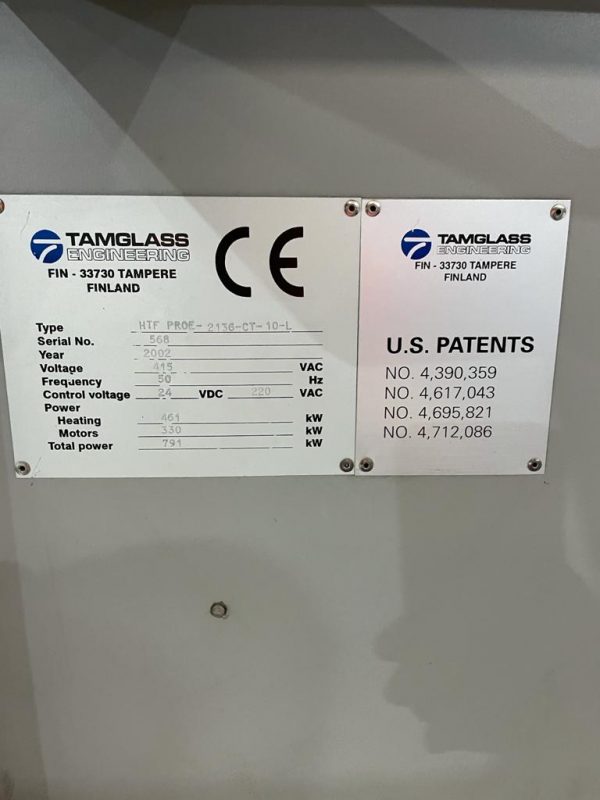 TAMGLASS
ENGINEERING
FIN - 33730 TAMPERE
FINLAND
CE
Type HTF PROE-2136-CT-10-L
Serial No. 568
Year 2002
Voltage 415 VAC
Frequency 50 Hz
Control voltage 24 VDC 220 VAC
Power
Heating 461 kW
Motors 330 kW
Total power 791 kW
TAMGLASS
ENGINEERING
FIN - 33730 TAMPERE
FINLAND
U.S. PATENTS
NO. 4,390,359
NO. 4,617,043
NO. 4,695,821
NO. 4,712,086